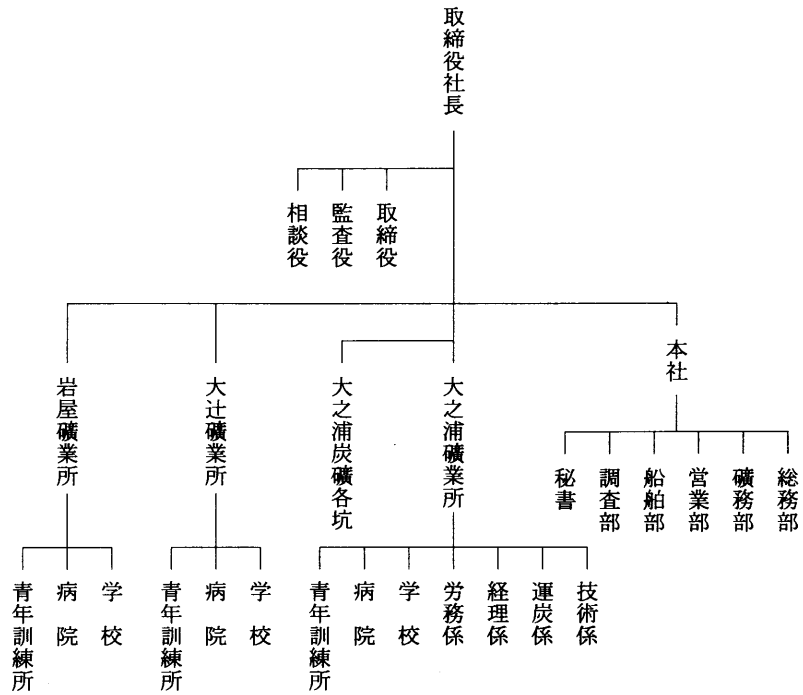 取締役社長
取締役
監査役
相談役
本社
総務部
礦務部
営業部
船舶部
調査部
秘書
大之浦礦業所
技術係
運炭係
経理係
労務係
学校
病院
青年訓練所
大之浦炭礦各坑
大辻礦業所
学校
病院
青年訓練所
岩屋礦業所
学校
病院
青年訓練所